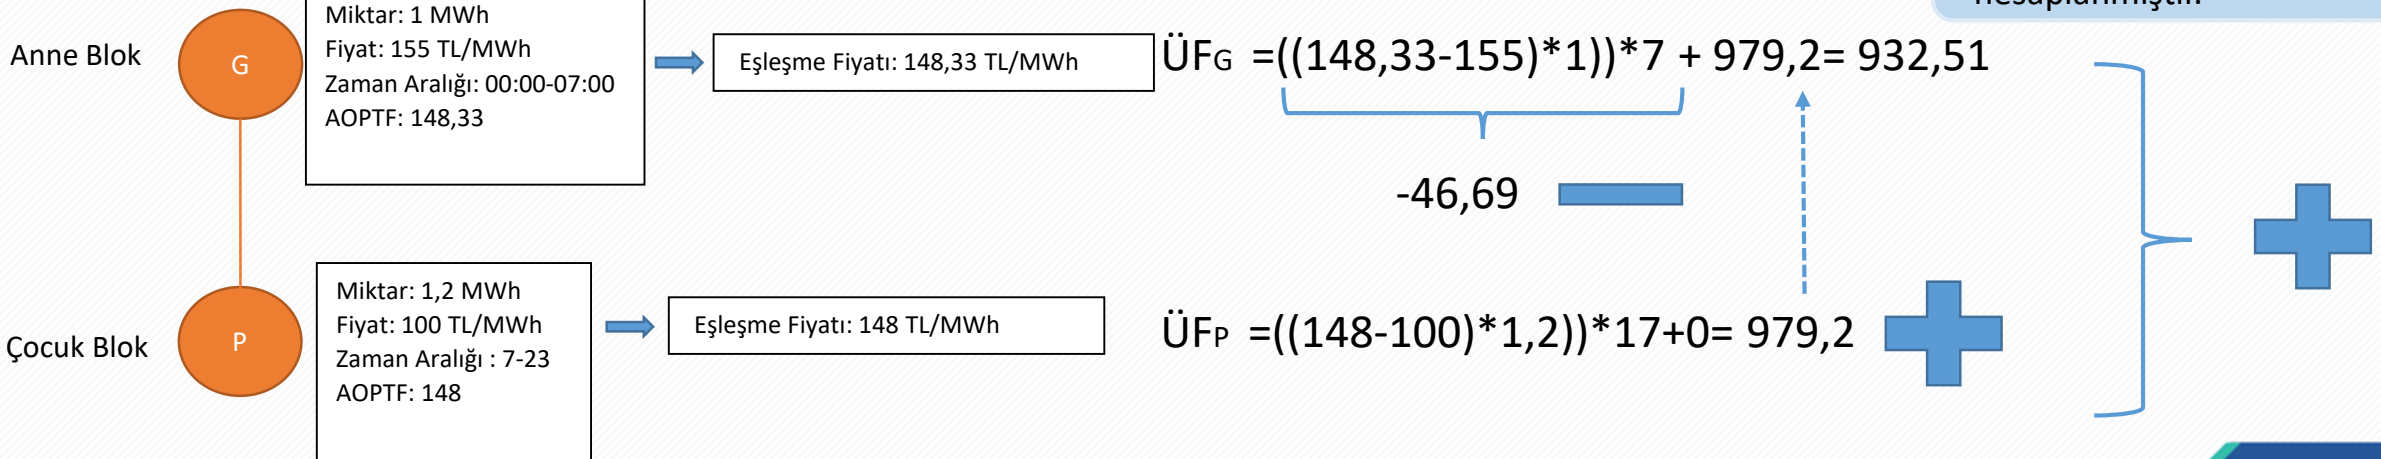 hesaplanmıştır.
Anne Blok
G
Miktar: 1 MWh
Fiyat: 155 TL/MWh
Zaman Aralığı: 00:00-07:00
AOPTF: 148,33
Eşleşme Fiyatı: 148,33 TL/MWh
ÜFG =((148,33-155)*1))*7 + 979,2= 932,51
-46,69
Çocuk Blok
P
Miktar: 1,2 MWh
Fiyat: 100 TL/MWh
Zaman Aralığı : 7-23
AOPTF: 148
Eşleşme Fiyatı: 148 TL/MWh
ÜFP =((148-100)*1,2))*17+0= 979,2